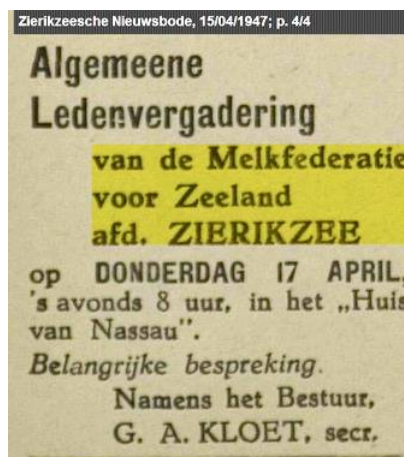 Zierikzeesche Nieuwsbode, 15/04/1947; p. 4/4
Algemeene
Ledenvergadering
van de Melkfederatie
voor Zeeland
afd. ZIERIKZEE
op DONDERDAG 17 APRIL,
's avonds 8 uur, in het „Huis
van Nassau".
Belangrijke bespreking.
Namens het Bestuur,
G. A. KLOET, secr.